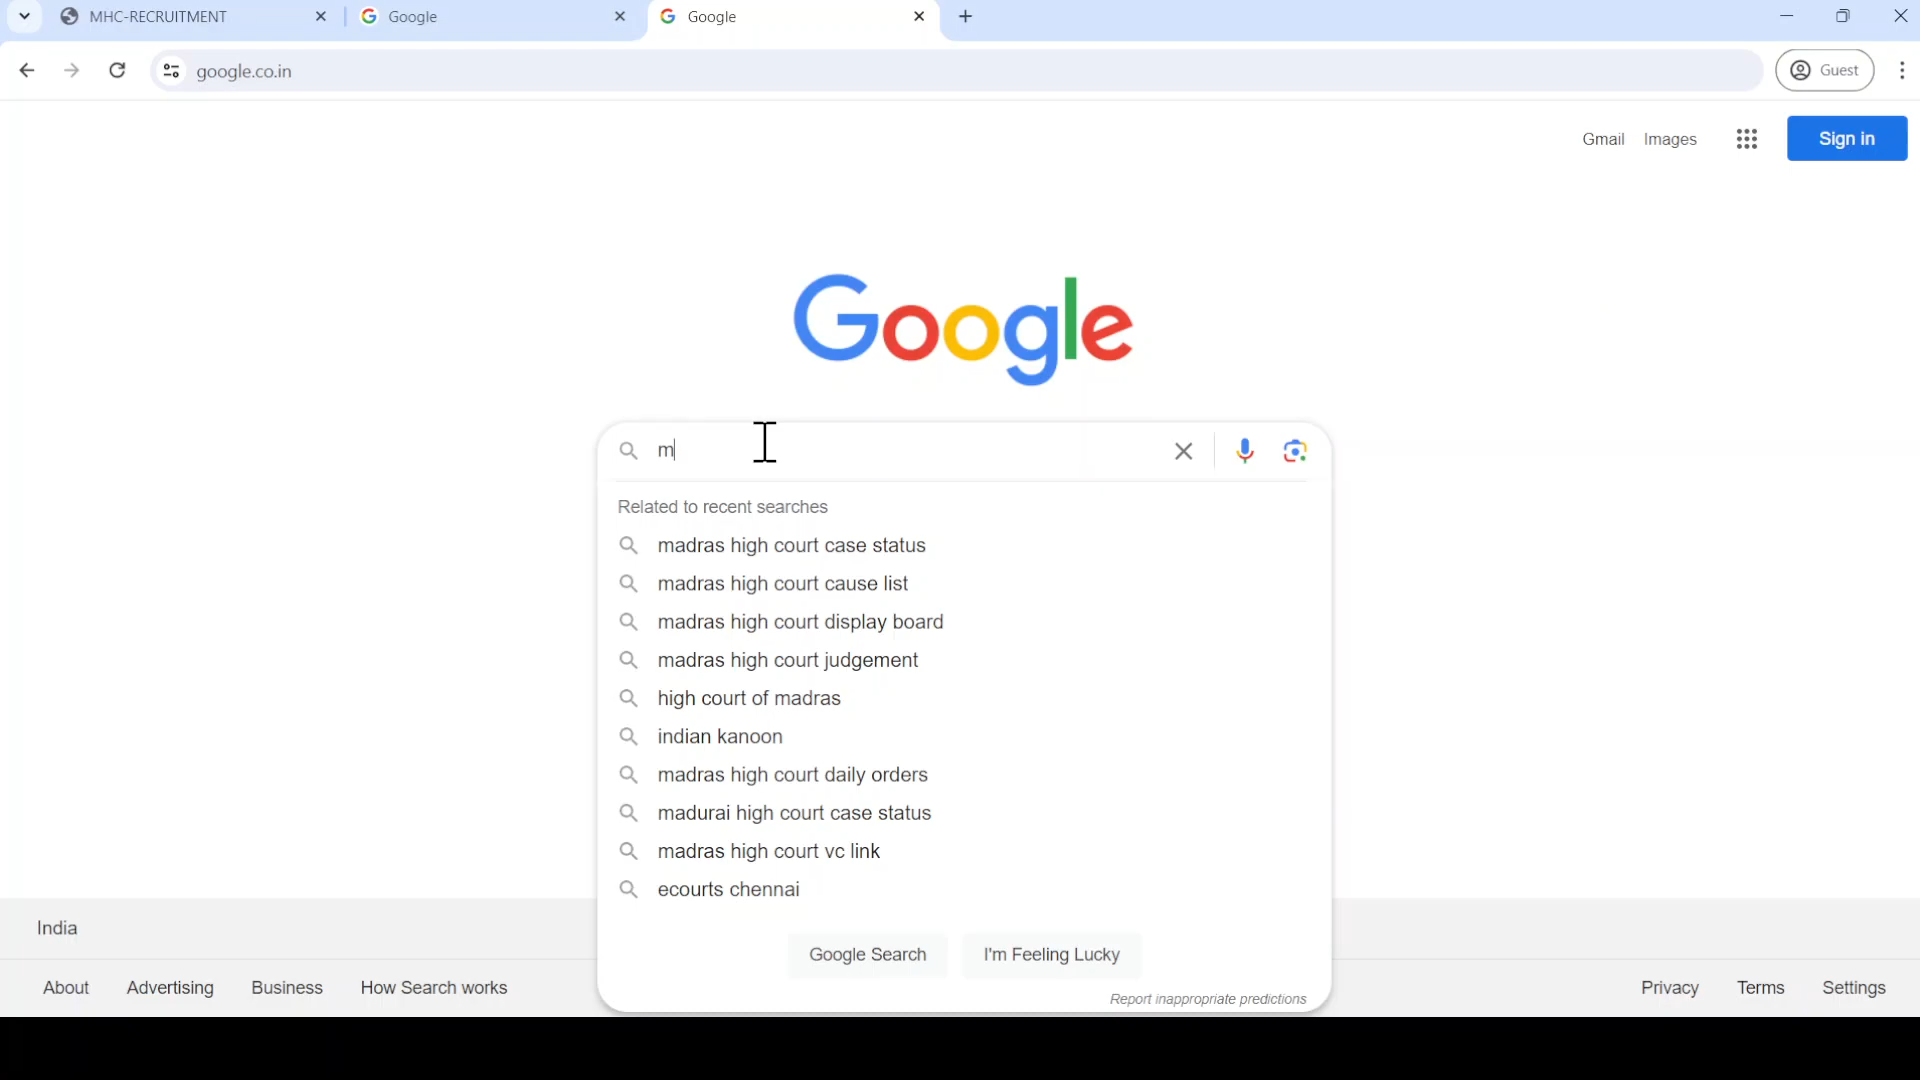 MHC-RECRUITMENT
Google
Google
google.co.in
Guest
Gmail
Images
Sign in
Google
m
Related to recent searches
madras high court case status
madras high court cause list
madras high court display board
madras high court judgement
high court of madras
indian kanoon
madras high court daily orders
madurai high court case status
madras high court vc link
ecourts chennai
Google Search
I'm Feeling Lucky
Report inappropriate predictions
India
About
Advertising
Business
How Search works
Privacy
Terms
Settings